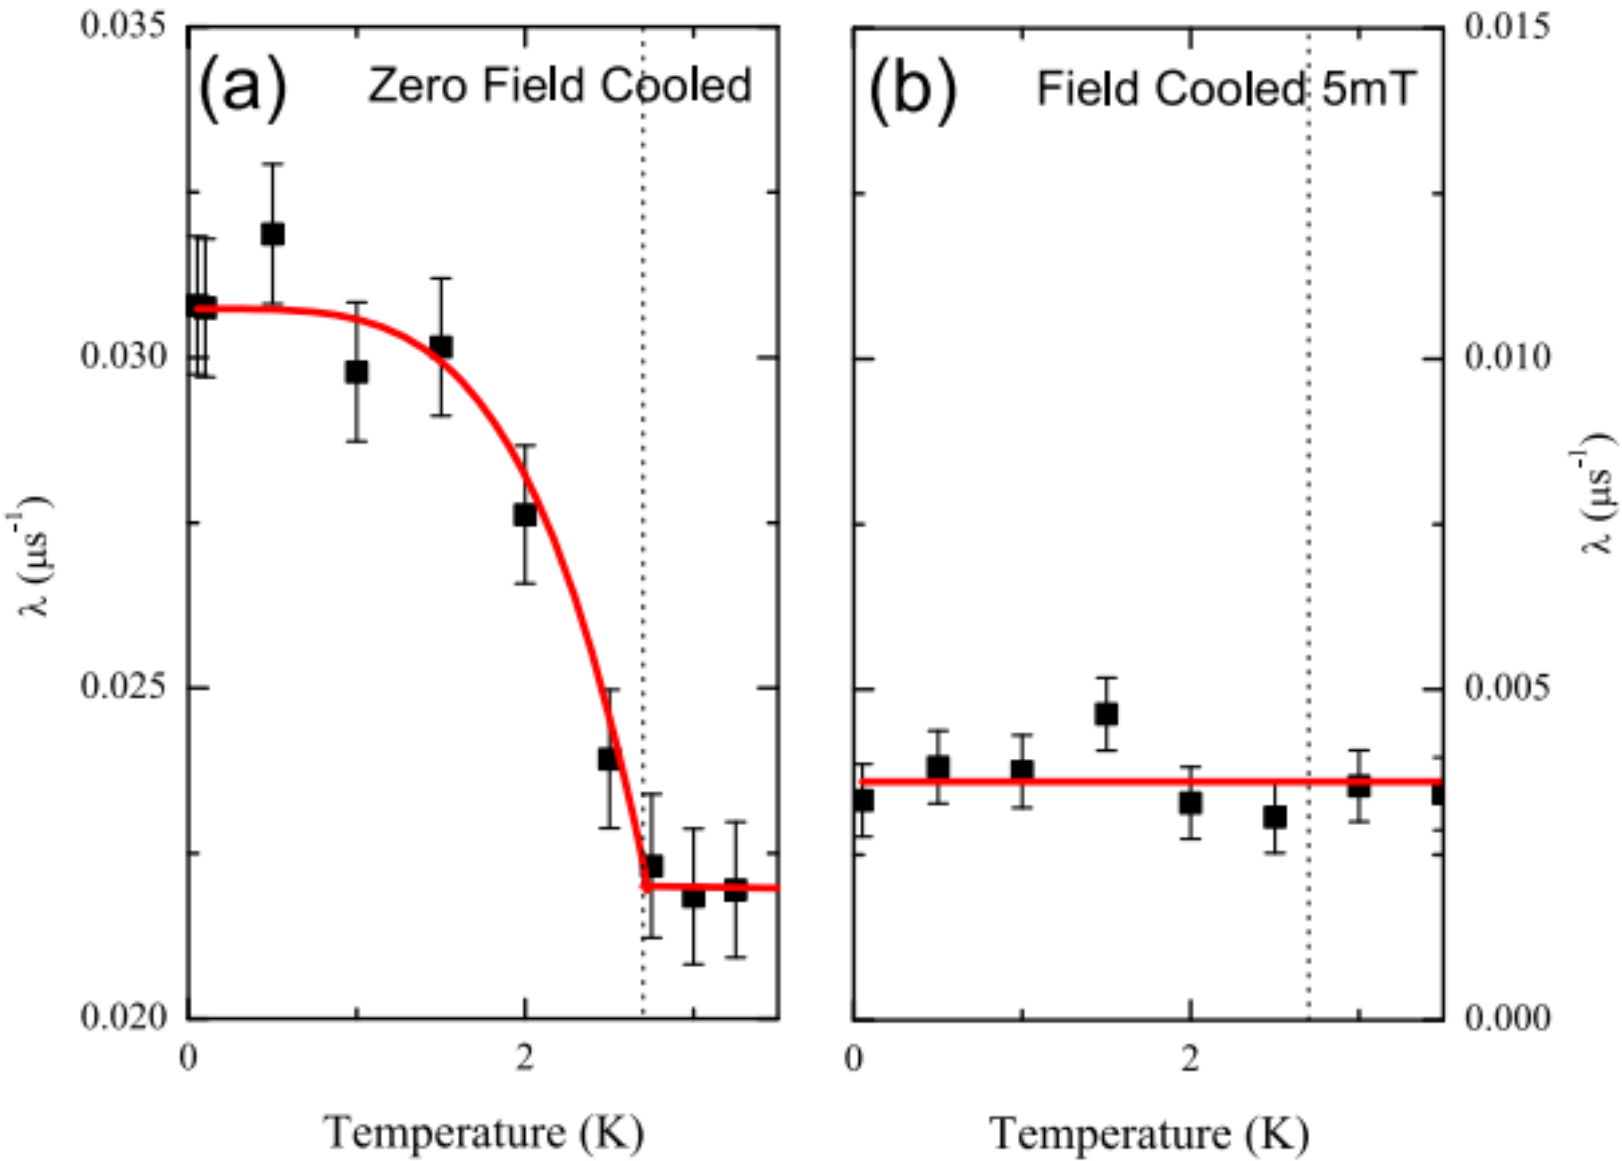 (a) Zero Field Cooled
0.035
0.030
0.025
0.020
λ (μs⁻¹)
0
2
Temperature (K)
(b) Field Cooled 5mT
0.015
0.010
0.005
0.000
λ (μs⁻¹)
0
2
Temperature (K)